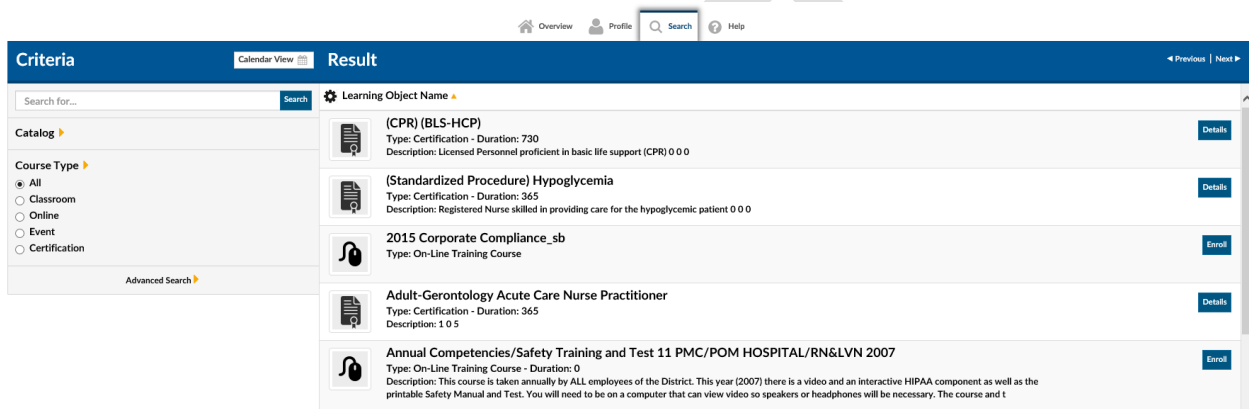 Overview Profile Search Help
Criteria
Calendar View
Result
Previous | Next
Search for...
Search
Learning Object Name
Catalog
Course Type
All
Classroom
Online
Event
Certification
Advanced Search
(CPR) (BLS-HCP)
Type: Certification - Duration: 730
Description: Licensed Personnel proficient in basic life support (CPR) 0 0 0
Details
(Standardized Procedure) Hypoglycemia
Type: Certification - Duration: 365
Description: Registered Nurse skilled in providing care for the hypoglycemic patient 0 0 0
Details
2015 Corporate Compliance_sb
Type: On-Line Training Course
Enroll
Adult-Gerontology Acute Care Nurse Practitioner
Type: Certification - Duration: 365
Description: 1 0 5
Details
Annual Competencies/Safety Training and Test 11 PMC/POM HOSPITAL/RN&LVN 2007
Type: On-Line Training Course - Duration: 0
Description: This course is taken annually by ALL employees of the District. This year (2007) there is a video and an interactive HIPAA component as well as the
printable Safety Manual and Test. You will need to be on a computer that can view video so speakers or headphones will be necessary. The course and t
Enroll